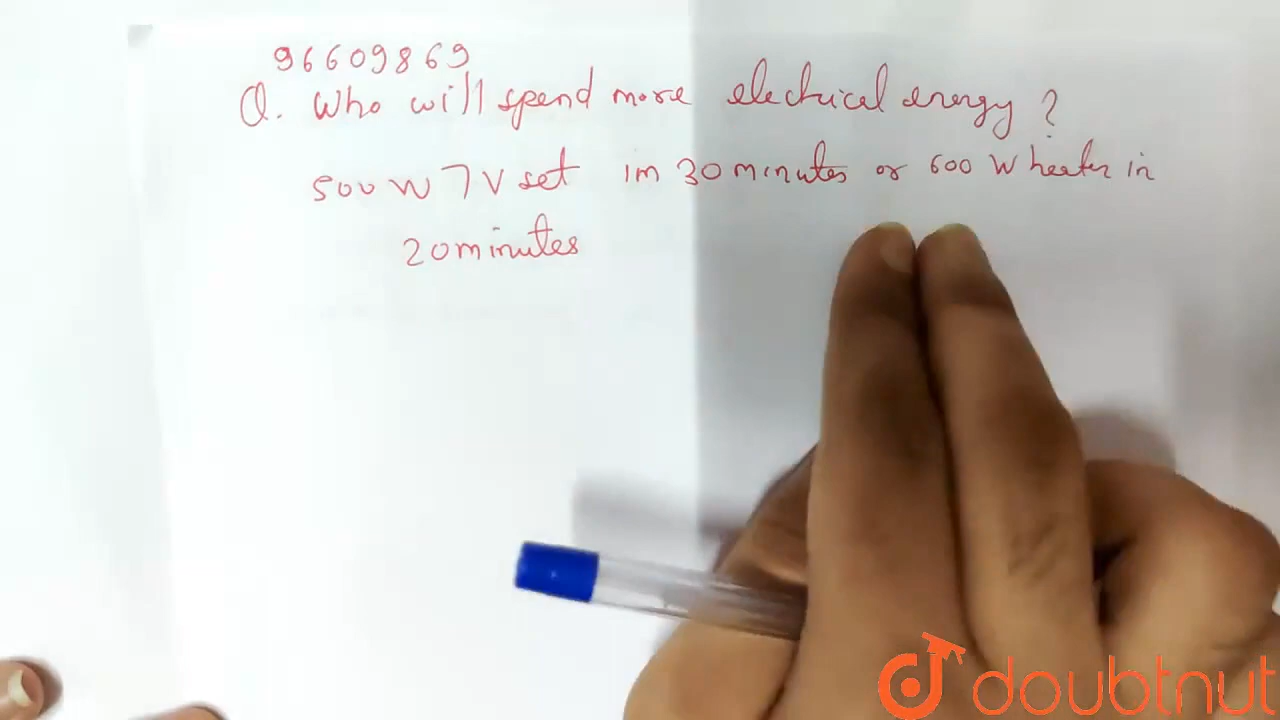 96609869
Q. Who will spend more electrical energy ?
500 W TV set in 30 minutes or 600 W heater in
20 minutes
doubtnut